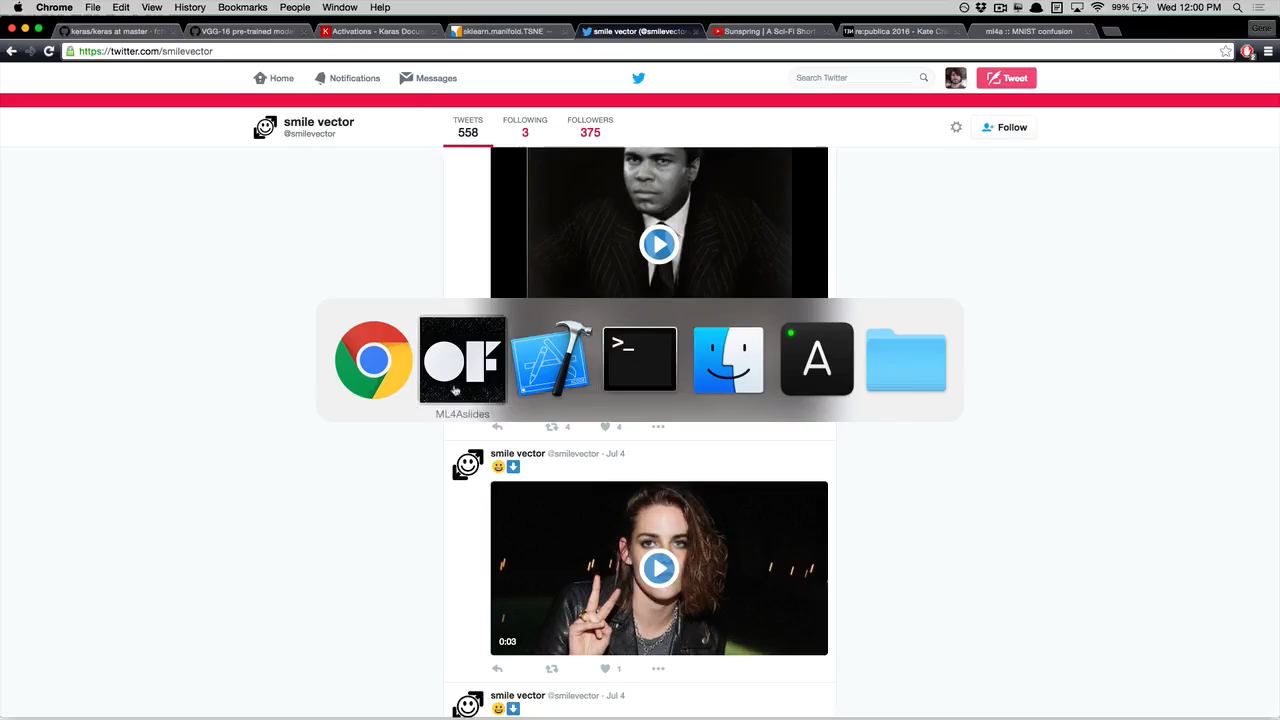 Chrome File Edit View History Bookmarks People Window Help 99% Wed 12:00 PM
keras/keras at master · fc
VGG-16 pre-trained mode
Activations - Keras Docum
sklearn.manifold.TSNE —
smile vector (@smilevecto
Sunspring | A Sci-Fi Short
re:publica 2016 - Kate Cr
ml4a :: MNIST confusion
Gene
https://twitter.com/smilevector
Home Notifications Messages Search Twitter Tweet
smile vector
@smilevector
TWEETS FOLLOWING FOLLOWERS
558 3 375
Follow
>_
A
OF
ML4Aslides
4 4
smile vector @smilevector · Jul 4
0:03
1
smile vector @smilevector · Jul 4